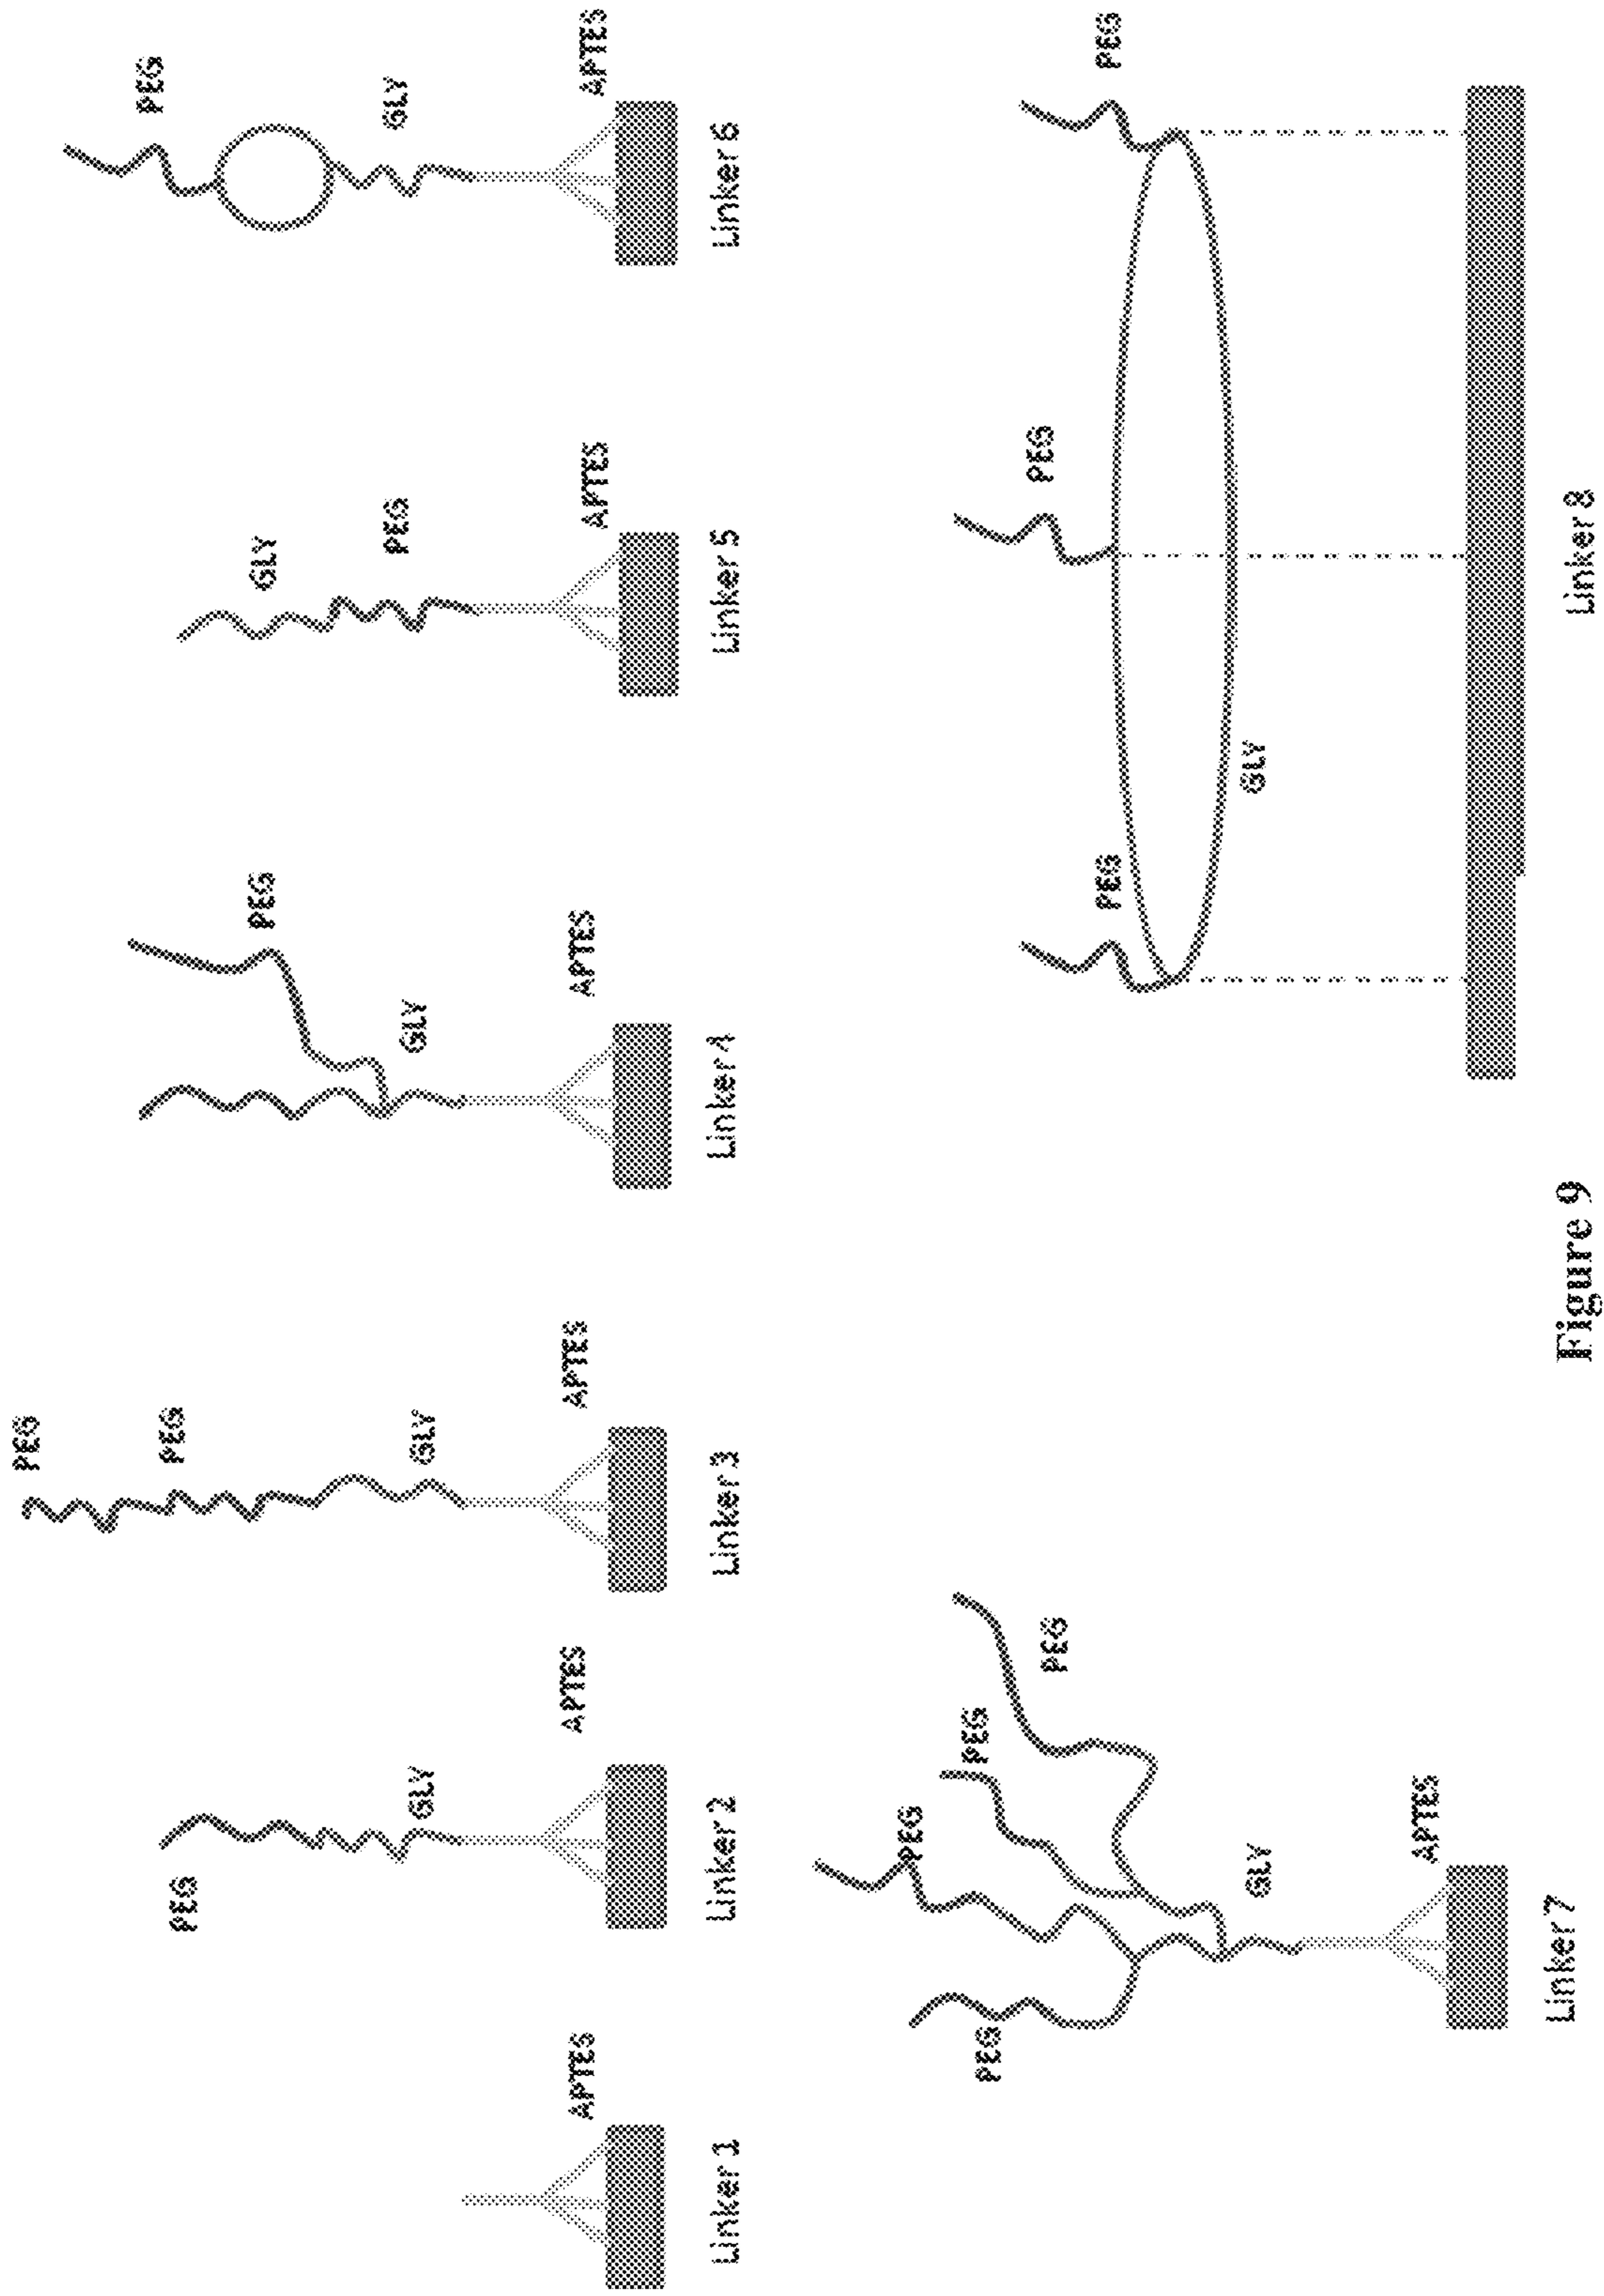 APTES
Linker 1
PEG
GLY
APTES
Linker 2
PEG
PEG
GLY
APTES
Linker 3
PEG
GLY
APTES
Linker 4
GLY
PEG
APTES
Linker 5
PEG
GLY
APTES
Linker 6
PEG
PEG
PEG
PEG
GLY
APTES
Linker 7
PEG
PEG
PEG
GLY
Linker 8
Figure 9